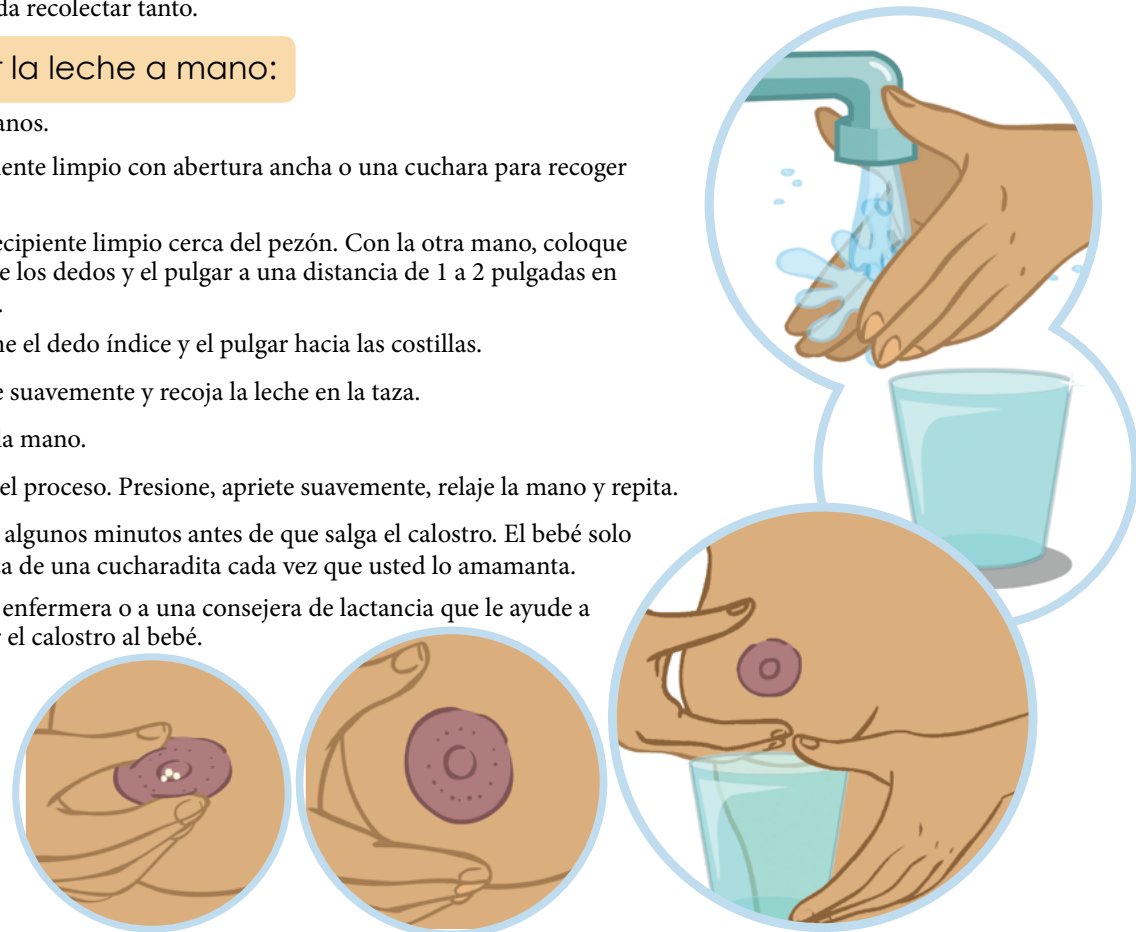 da recolectar tanto.
r la leche a mano:
anos.
ente limpio con abertura ancha o una cuchara para recoger
ecipiente limpio cerca del pezón. Con la otra mano, coloque
e los dedos y el pulgar a una distancia de 1 a 2 pulgadas en
.
ne el dedo índice y el pulgar hacia las costillas.
e suavemente y recoja la leche en la taza.
la mano.
el proceso. Presione, apriete suavemente, relaje la mano y repita.
algunos minutos antes de que salga el calostro. El bebé solo
ca de una cucharadita cada vez que usted lo amamanta.
enfermera o a una consejera de lactancia que le ayude a
r el calostro al bebé.